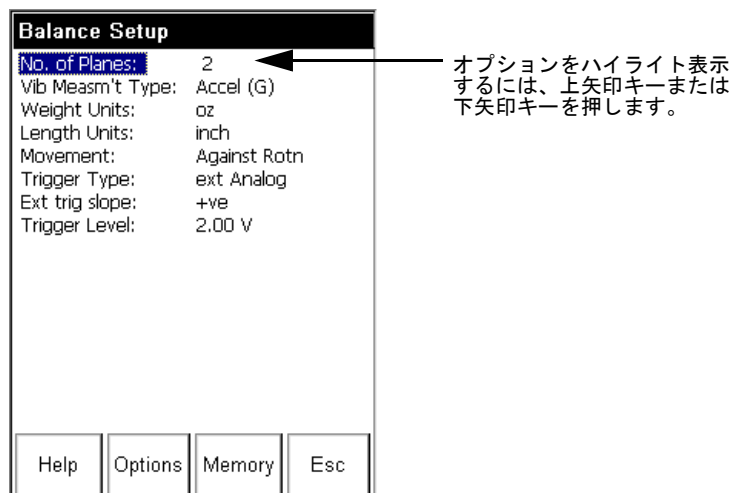 Balance Setup
No. of Planes: 2
Vib Measm't Type: Accel (G)
Weight Units: oz
Length Units: inch
Movement: Against Rotn
Trigger Type: ext Analog
Ext trig slope: +ve
Trigger Level: 2.00 V
オプションをハイライト表示
するには、上矢印キーまたは
下矢印キーを押します。
Help Options Memory Esc